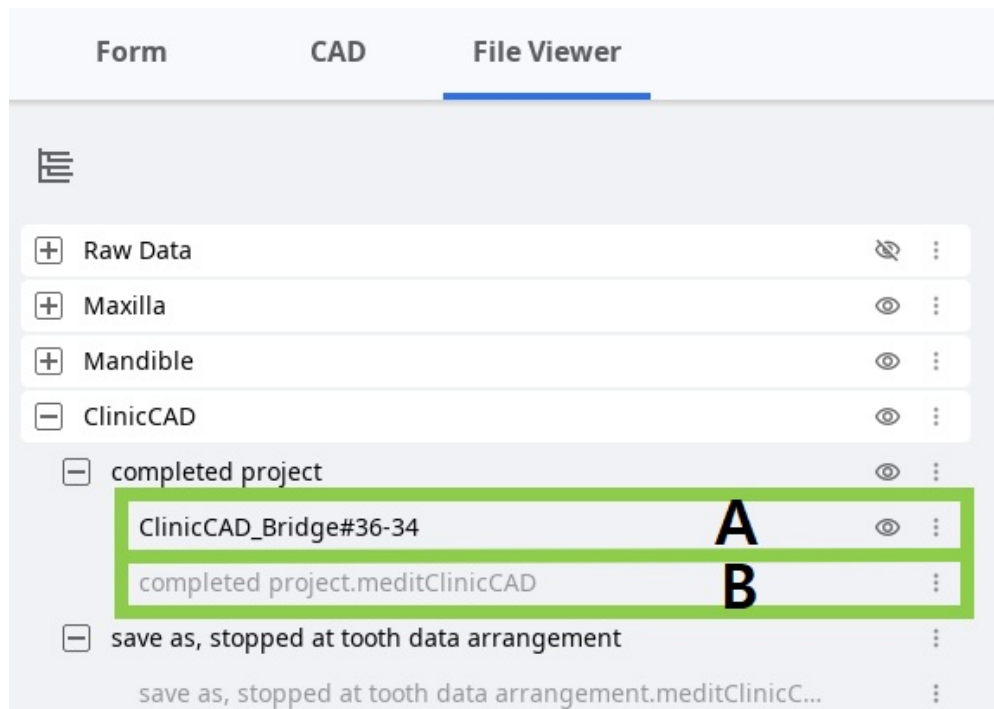 Form CAD File Viewer
Raw Data
Maxilla
Mandible
ClinicCAD
completed project
ClinicCAD_Bridge#36-34 A
completed project.meditClinicCAD B
save as, stopped at tooth data arrangement
save as, stopped at tooth data arrangement.meditClinicC...